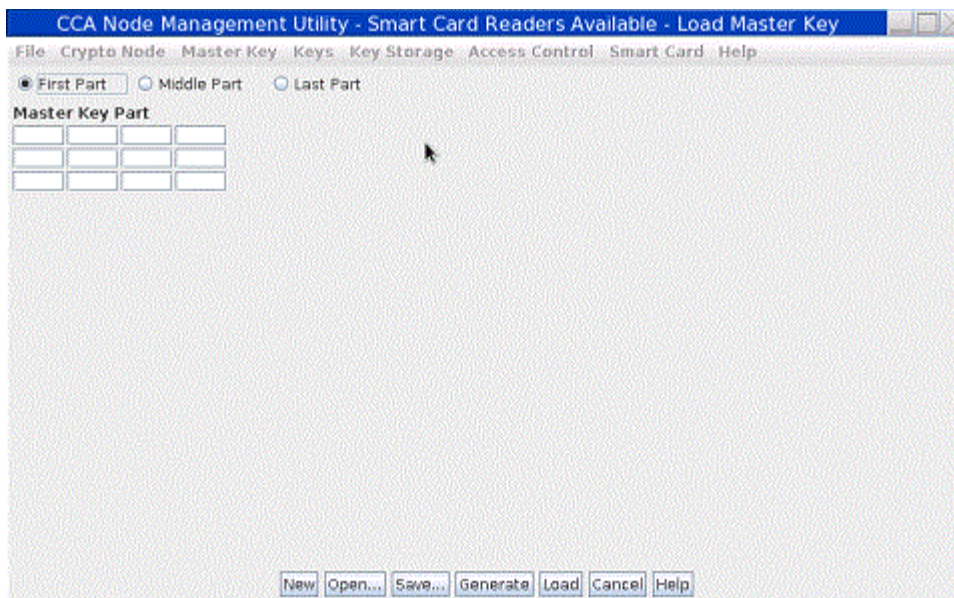 CCA Node Management Utility - Smart Card Readers Available - Load Master Key
File Crypto Node Master Key Keys Key Storage Access Control Smart Card Help
First Part Middle Part Last Part
Master Key Part
New Open... Save... Generate Load Cancel Help